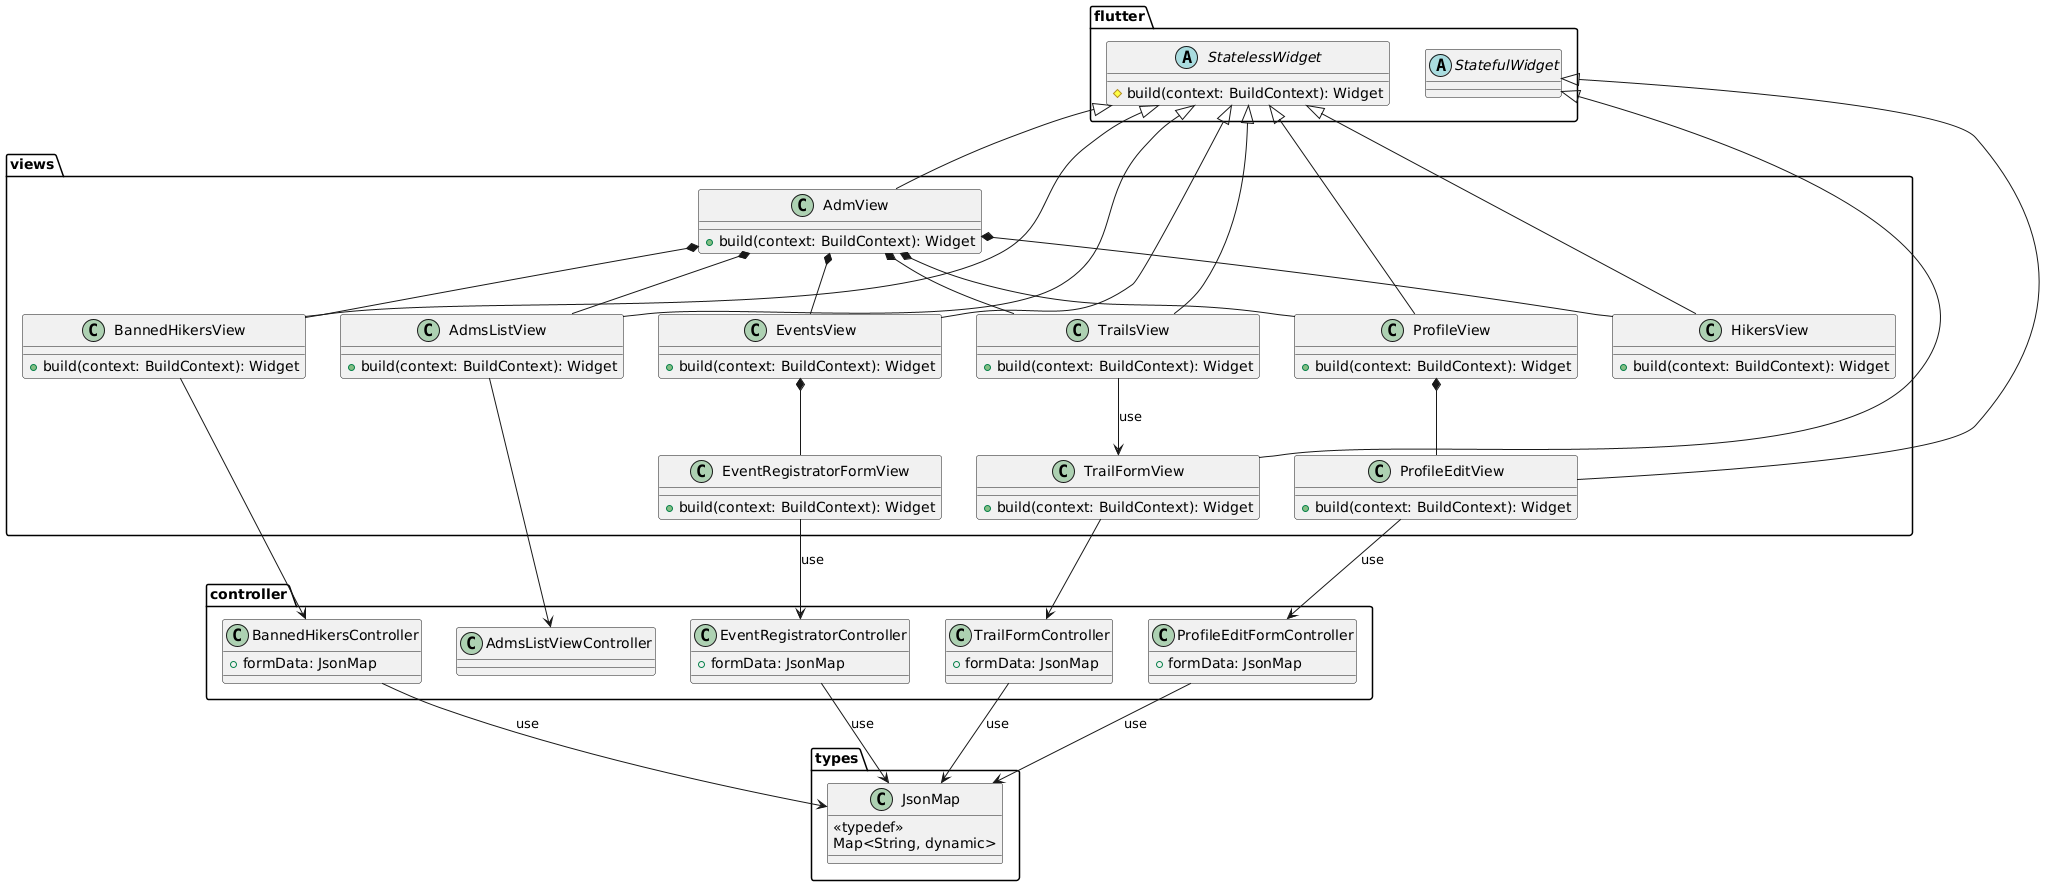 flutter
A StatelessWidget
build(context: BuildContext): Widget
A StatefulWidget
views
C AdmView
build(context: BuildContext): Widget
C BannedHikersView
build(context: BuildContext): Widget
C AdmsListView
build(context: BuildContext): Widget
C EventsView
build(context: BuildContext): Widget
C TrailsView
build(context: BuildContext): Widget
C ProfileView
build(context: BuildContext): Widget
C HikersView
build(context: BuildContext): Widget
use
C EventRegistratorFormView
build(context: BuildContext): Widget
C TrailFormView
build(context: BuildContext): Widget
C ProfileEditView
build(context: BuildContext): Widget
use
use
controller
C BannedHikersController
formData: JsonMap
C AdmsListViewController
C EventRegistratorController
formData: JsonMap
C TrailFormController
formData: JsonMap
C ProfileEditFormController
formData: JsonMap
use
use
use
use
types
C JsonMap
«typedef»
Map<String, dynamic>